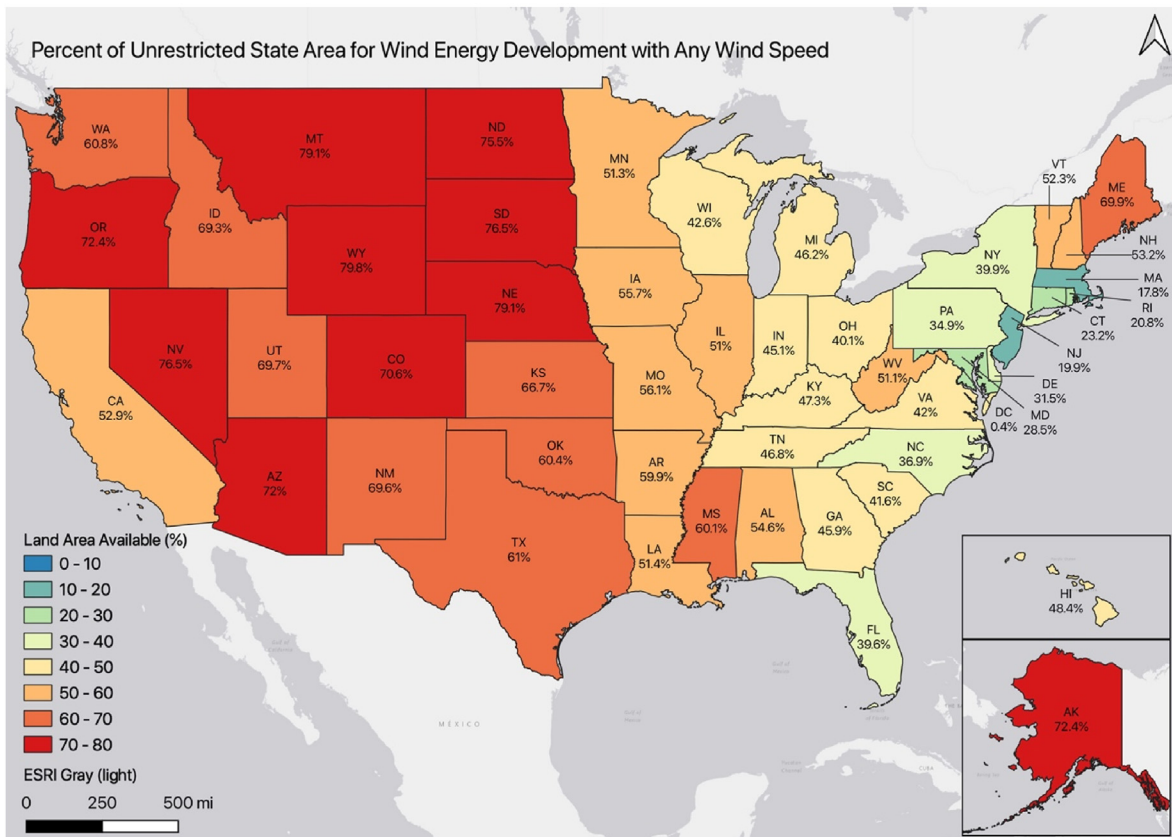 Percent of Unrestricted State Area for Wind Energy Development with Any Wind Speed
WA
60.8%
MT
79.1%
ND
75.5%
MN
51.3%
VT
52.3%
ME
69.9%
OR
72.4%
ID
69.3%
WY
79.8%
SD
76.5%
WI
42.6%
MI
46.2%
NY
39.9%
NH
53.2%
MA
17.8%
RI
20.8%
CT
23.2%
NJ
19.9%
DE
31.5%
MD
28.5%
DC
0.4%
NE
79.1%
IA
55.7%
IL
51%
IN
45.1%
OH
40.1%
PA
34.9%
NV
76.5%
UT
69.7%
CO
70.6%
KS
66.7%
MO
56.1%
KY
47.3%
WV
51.1%
VA
42%
CA
52.9%
AZ
72%
NM
69.6%
OK
60.4%
AR
59.9%
TN
46.8%
NC
36.9%
SC
41.6%
TX
61%
LA
51.4%
MS
60.1%
AL
54.6%
GA
45.9%
FL
39.6%
HI
48.4%
AK
72.4%
Land Area Available (%)
0 - 10
10 - 20
20 - 30
30 - 40
40 - 50
50 - 60
60 - 70
70 - 80
ESRI Gray (light)
0 250 500 mi
MÉXICO
CUBA